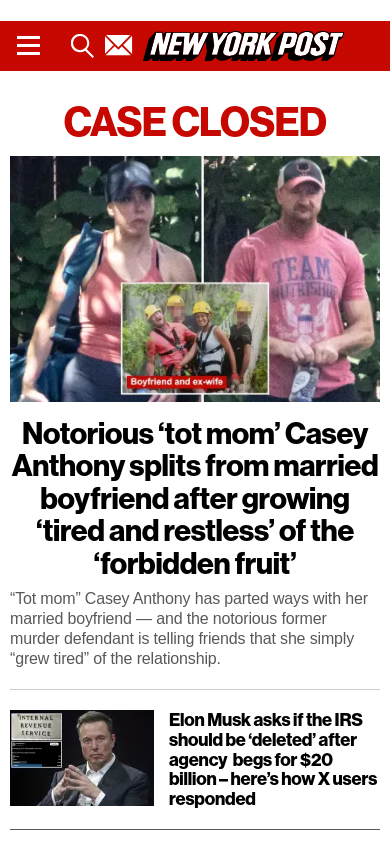 NEW YORK POST
CASE CLOSED
TEAM
NUTRISHOP
Boyfriend and ex-wife
Notorious ‘tot mom’ Casey
Anthony splits from married
boyfriend after growing
‘tired and restless’ of the
‘forbidden fruit’
“Tot mom” Casey Anthony has parted ways with her
married boyfriend — and the notorious former
murder defendant is telling friends that she simply
“grew tired” of the relationship.
INTERNAL
REVENUE
SERVICE
Elon Musk asks if the IRS
should be ‘deleted’ after
agency begs for $20
billion – here’s how X users
responded